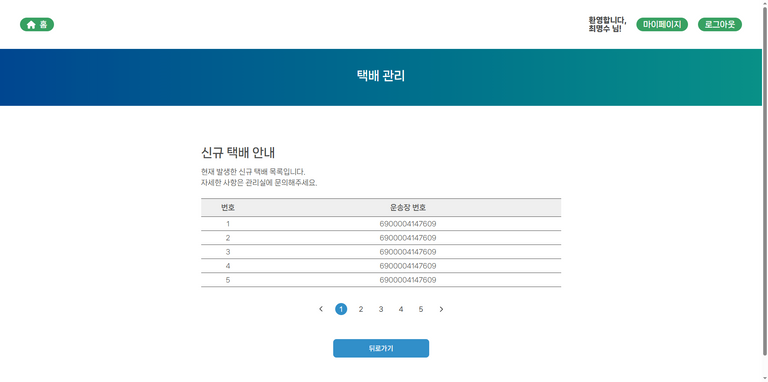 홈
환영합니다,
최명수 님!
마이페이지
로그아웃
택배 관리
신규 택배 안내
현재 발생한 신규 택배 목록입니다.
자세한 사항은 관리실에 문의해주세요.
번호 운송장 번호
1 6900004147609
2 6900004147609
3 6900004147609
4 6900004147609
5 6900004147609
1 2 3 4 5
뒤로가기